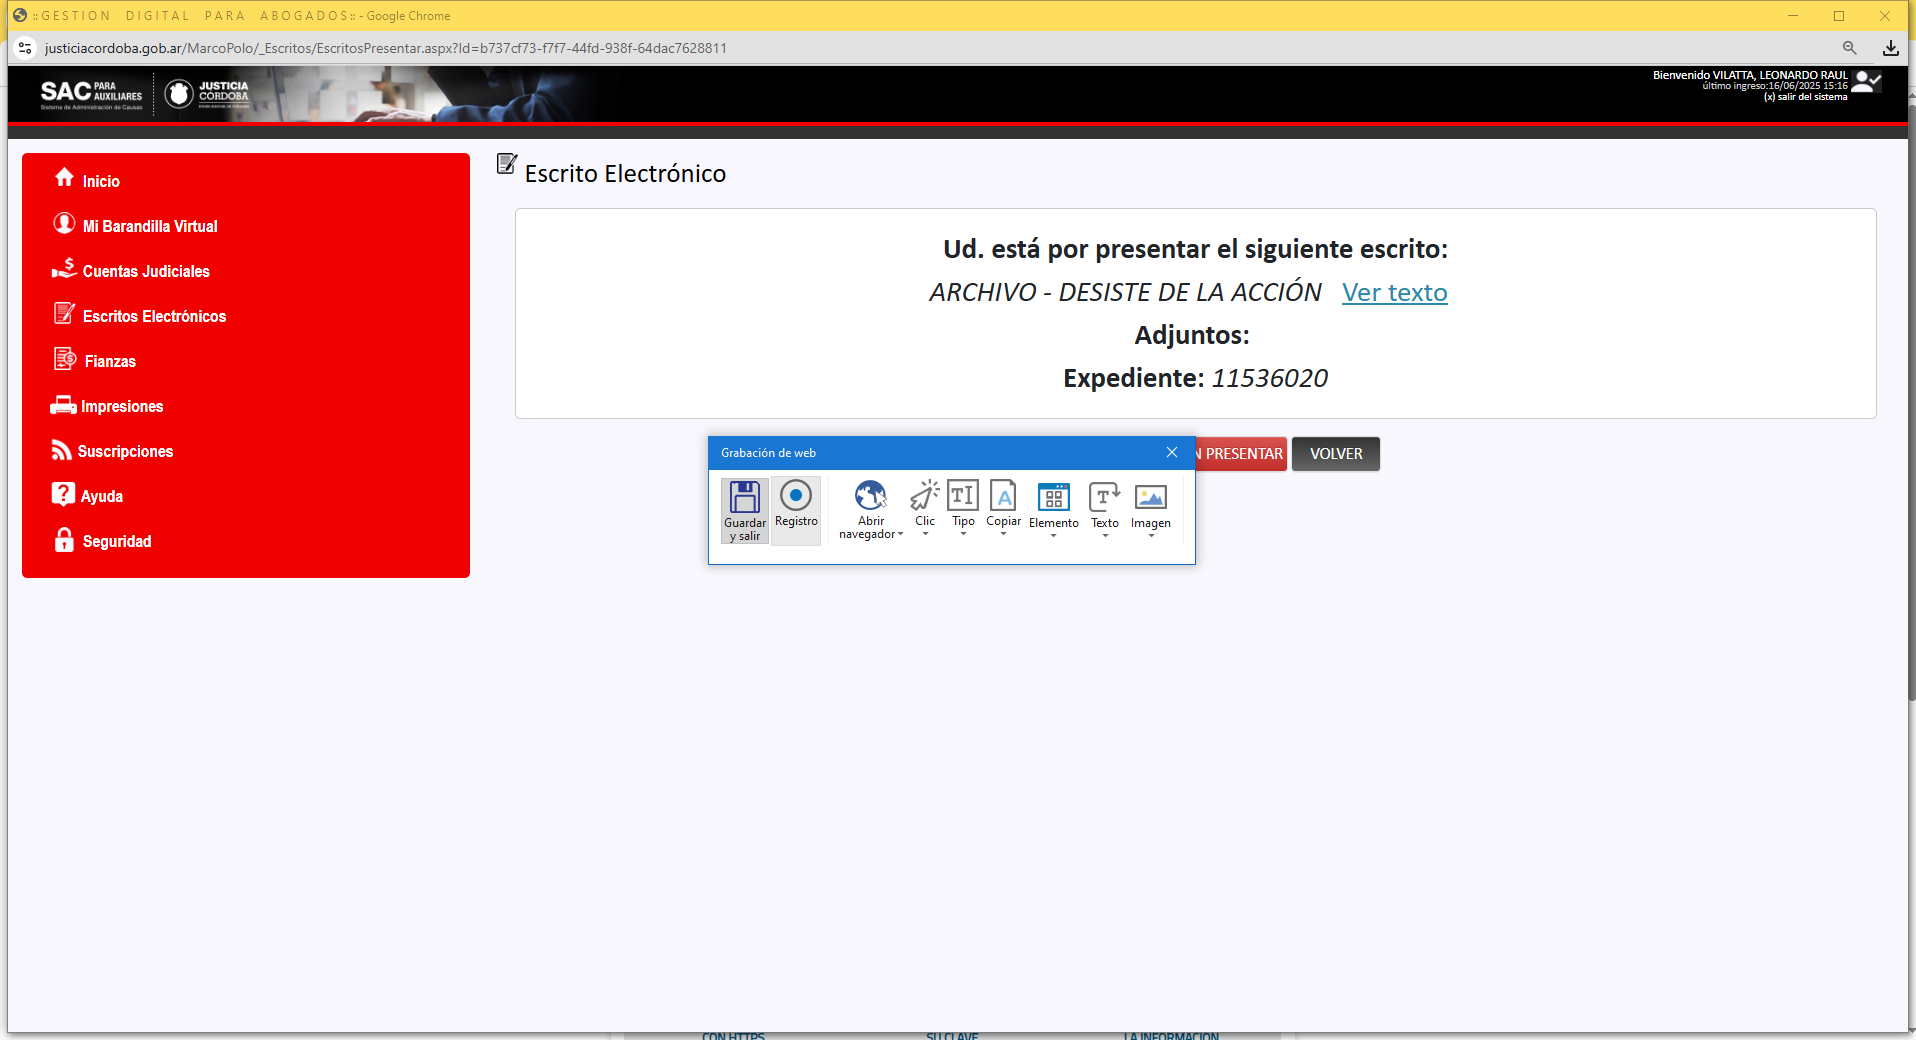 :: G E S T I O N   D I G I T A L   P A R A   A B O G A D O S :: - Google Chrome
justiciacordoba.gob.ar/MarcoPolo/_Escritos/EscritosPresentar.aspx?Id=b737cf73-f7f7-44fd-938f-64dac7628811
SAC PARA AUXILIARES
Sistema de Administración de Causas
JUSTICIA CÓRDOBA
Bienvenido VILATTA, LEONARDO RAUL
último ingreso:16/06/2025 15:16
(x) salir del sistema
Inicio
Mi Barandilla Virtual
Cuentas Judiciales
Escritos Electrónicos
Fianzas
Impresiones
Suscripciones
Ayuda
Seguridad
Escrito Electrónico
Ud. está por presentar el siguiente escrito:
ARCHIVO - DESISTE DE LA ACCIÓN Ver texto
Adjuntos:
Expediente: 11536020
N PRESENTAR
VOLVER
Grabación de web
Guardar y salir
Registro
Abrir navegador
Clic
Tipo
Copiar
Elemento
Texto
Imagen
CON HTTPS
SU CLAVE
LA INFORMACIÓN